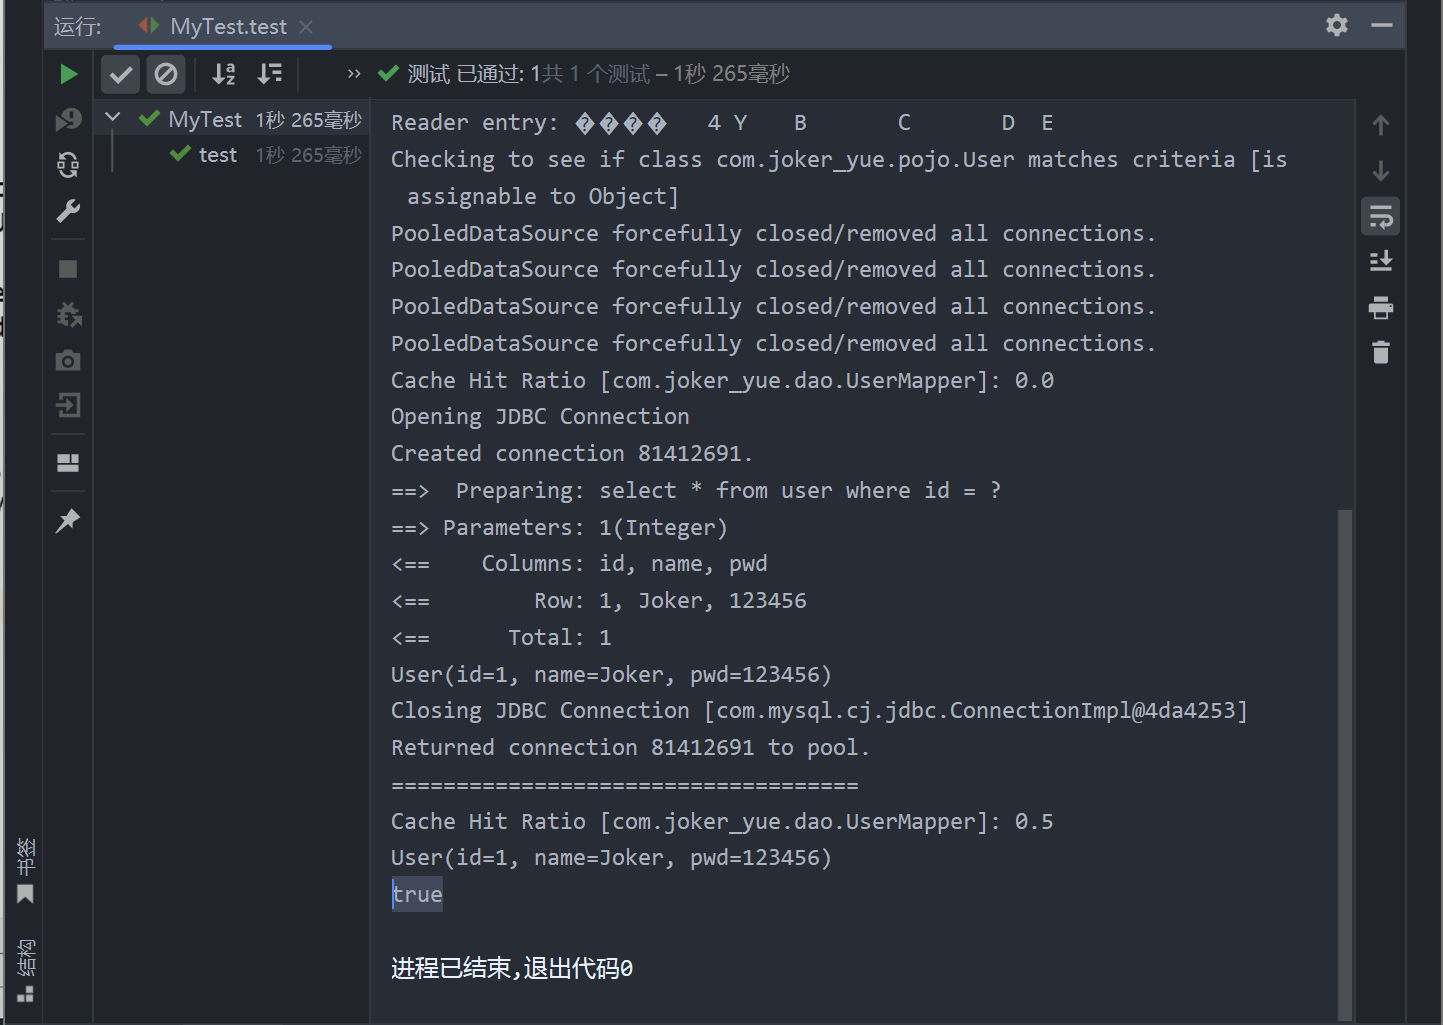 运行: MyTest.test
测试 已通过: 1共 1 个测试 – 1秒 265毫秒
MyTest 1秒 265毫秒
test 1秒 265毫秒
Reader entry: ���� 4 Y B C D E
Checking to see if class com.joker_yue.pojo.User matches criteria [is
assignable to Object]
PooledDataSource forcefully closed/removed all connections.
PooledDataSource forcefully closed/removed all connections.
PooledDataSource forcefully closed/removed all connections.
PooledDataSource forcefully closed/removed all connections.
Cache Hit Ratio [com.joker_yue.dao.UserMapper]: 0.0
Opening JDBC Connection
Created connection 81412691.
==>  Preparing: select * from user where id = ?
==> Parameters: 1(Integer)
<==    Columns: id, name, pwd
<==        Row: 1, Joker, 123456
<==      Total: 1
User(id=1, name=Joker, pwd=123456)
Closing JDBC Connection [com.mysql.cj.jdbc.ConnectionImpl@4da4253]
Returned connection 81412691 to pool.
====================================
Cache Hit Ratio [com.joker_yue.dao.UserMapper]: 0.5
User(id=1, name=Joker, pwd=123456)
true
进程已结束,退出代码0
书签
结构